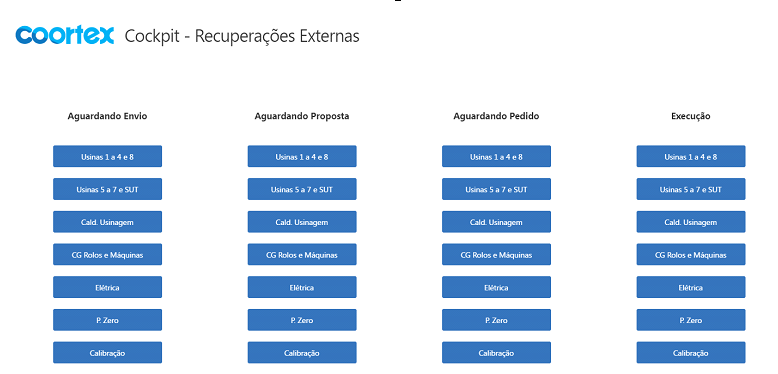 coortex Cockpit - Recuperações Externas
Aguardando Envio Aguardando Proposta Aguardando Pedido Execução
Usinas 1 a 4 e 8 Usinas 1 a 4 e 8 Usinas 1 a 4 e 8 Usinas 1 a 4 e 8
Usinas 5 a 7 e SUT Usinas 5 a 7 e SUT Usinas 5 a 7 e SUT Usinas 5 a 7 e SUT
Cald. Usinagem Cald. Usinagem Cald. Usinagem Cald. Usinagem
CG Rolos e Máquinas CG Rolos e Máquinas CG Rolos e Máquinas CG Rolos e Máquinas
Elétrica Elétrica Elétrica Elétrica
P. Zero P. Zero P. Zero P. Zero
Calibração Calibração Calibração Calibração